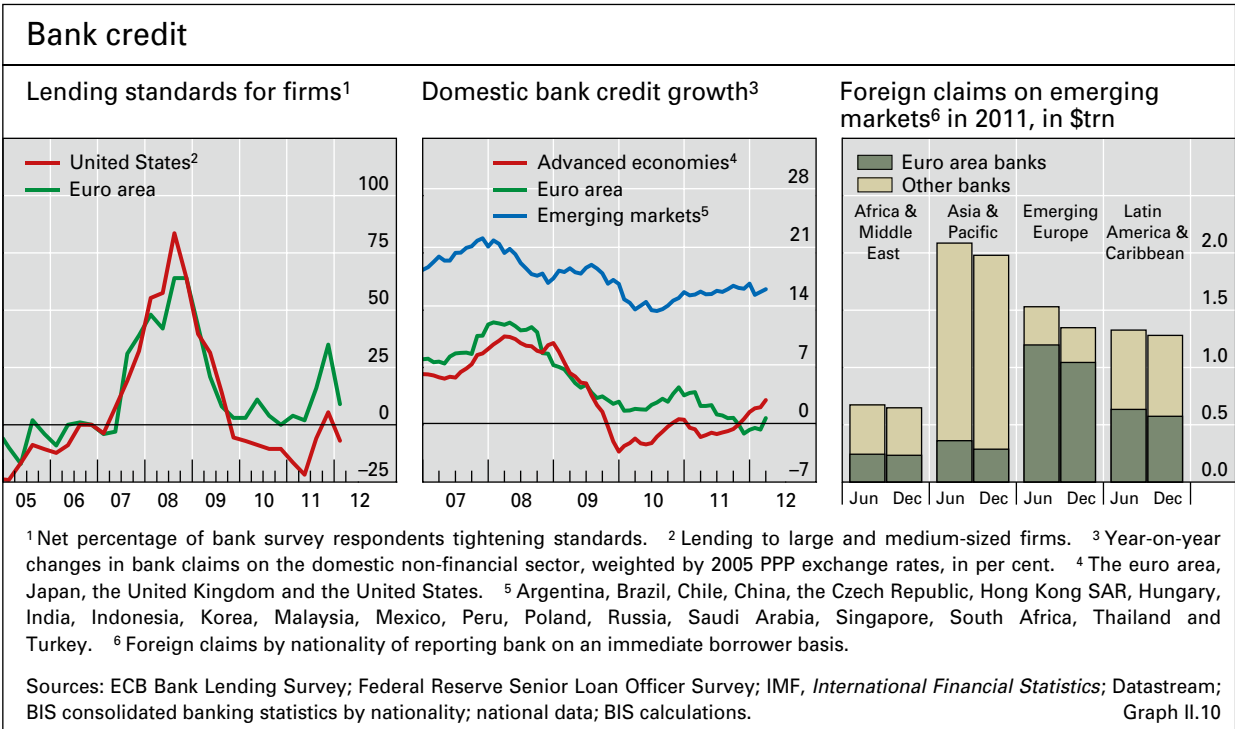 Bank credit
Lending standards for firms¹
United States²
Euro area
100
75
50
25
0
–25
05 06 07 08 09 10 11 12
Domestic bank credit growth³
Advanced economies⁴
Euro area
Emerging markets⁵
28
21
14
7
0
–7
07 08 09 10 11 12
Foreign claims on emerging
markets⁶ in 2011, in $trn
Euro area banks
Other banks
Africa &
Middle
East
Asia &
Pacific
Emerging
Europe
Latin
America &
Caribbean
2.0
1.5
1.0
0.5
0.0
Jun Dec Jun Dec Jun Dec Jun Dec
¹ Net percentage of bank survey respondents tightening standards. ² Lending to large and medium-sized firms. ³ Year-on-year
changes in bank claims on the domestic non-financial sector, weighted by 2005 PPP exchange rates, in per cent. ⁴ The euro area,
Japan, the United Kingdom and the United States. ⁵ Argentina, Brazil, Chile, China, the Czech Republic, Hong Kong SAR, Hungary,
India, Indonesia, Korea, Malaysia, Mexico, Peru, Poland, Russia, Saudi Arabia, Singapore, South Africa, Thailand and
Turkey. ⁶ Foreign claims by nationality of reporting bank on an immediate borrower basis.
Sources: ECB Bank Lending Survey; Federal Reserve Senior Loan Officer Survey; IMF, International Financial Statistics; Datastream;
BIS consolidated banking statistics by nationality; national data; BIS calculations. Graph II.10